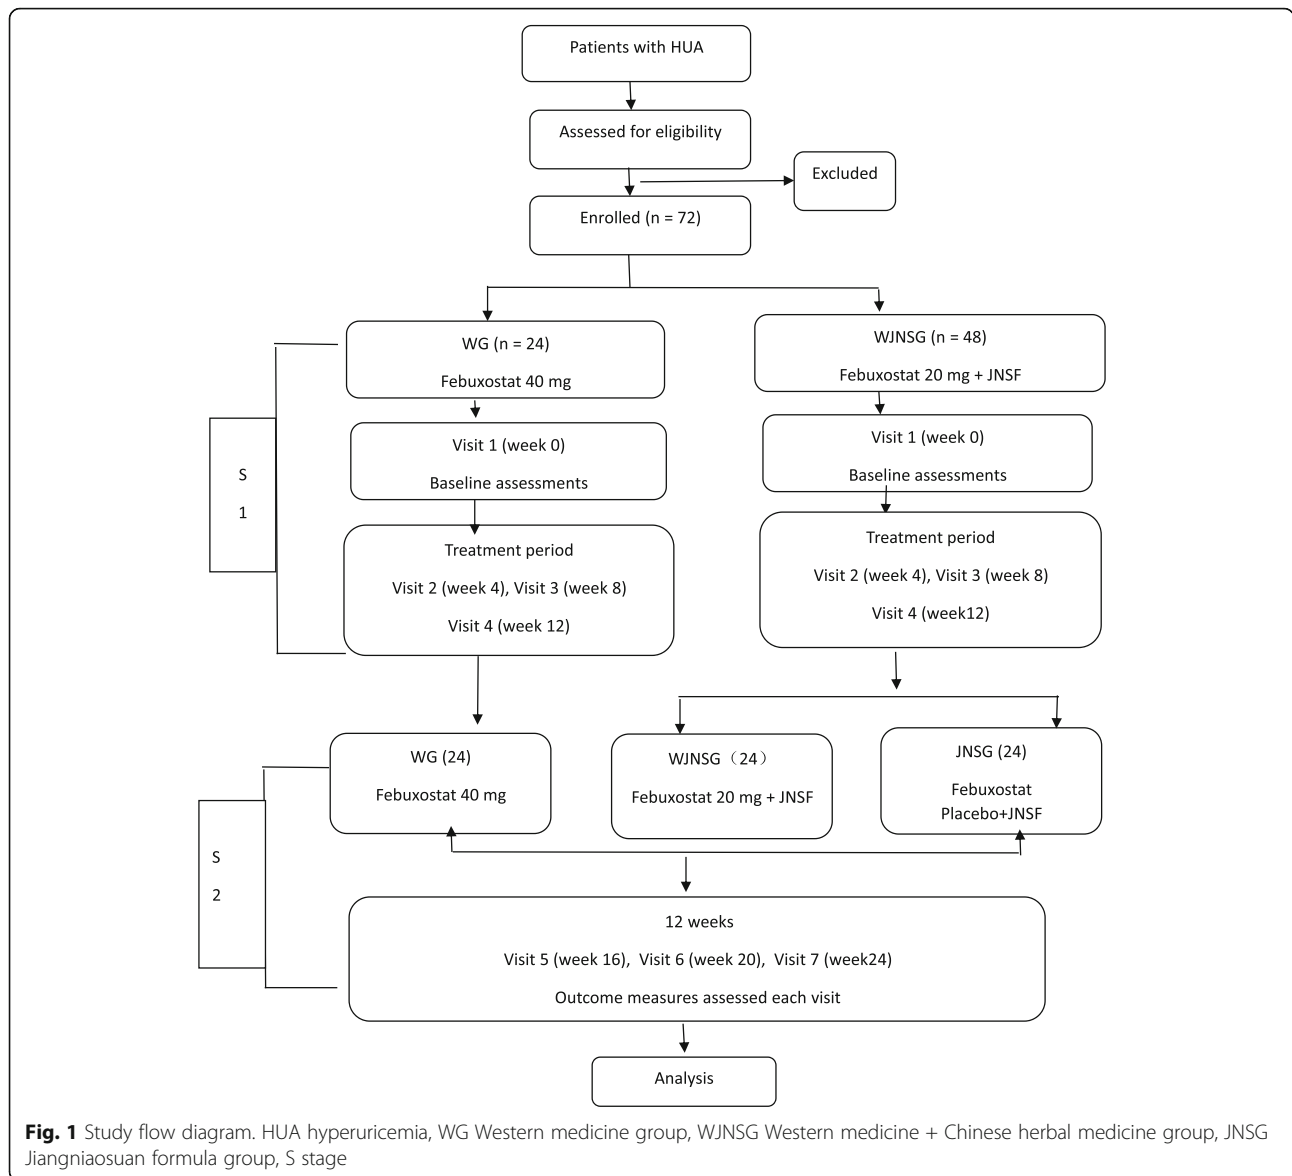 Patients with HUA
Assessed for eligibility
Excluded
Enrolled (n = 72)
WG (n = 24)
Febuxostat 40 mg
WJNSG (n = 48)
Febuxostat 20 mg + JNSF
Visit 1 (week 0)
Baseline assessments
Visit 1 (week 0)
Baseline assessments
S
1
Treatment period
Visit 2 (week 4), Visit 3 (week 8)
Visit 4 (week 12)
Treatment period
Visit 2 (week 4), Visit 3 (week 8)
Visit 4 (week12)
WG (24)
Febuxostat 40 mg
WJNSG（24）
Febuxostat 20 mg + JNSF
JNSG (24)
Febuxostat
Placebo+JNSF
S
2
12 weeks
Visit 5 (week 16), Visit 6 (week 20), Visit 7 (week24)
Outcome measures assessed each visit
Analysis
Fig. 1 Study flow diagram. HUA hyperuricemia, WG Western medicine group, WJNSG Western medicine + Chinese herbal medicine group, JNSG
Jiangniaosuan formula group, S stage